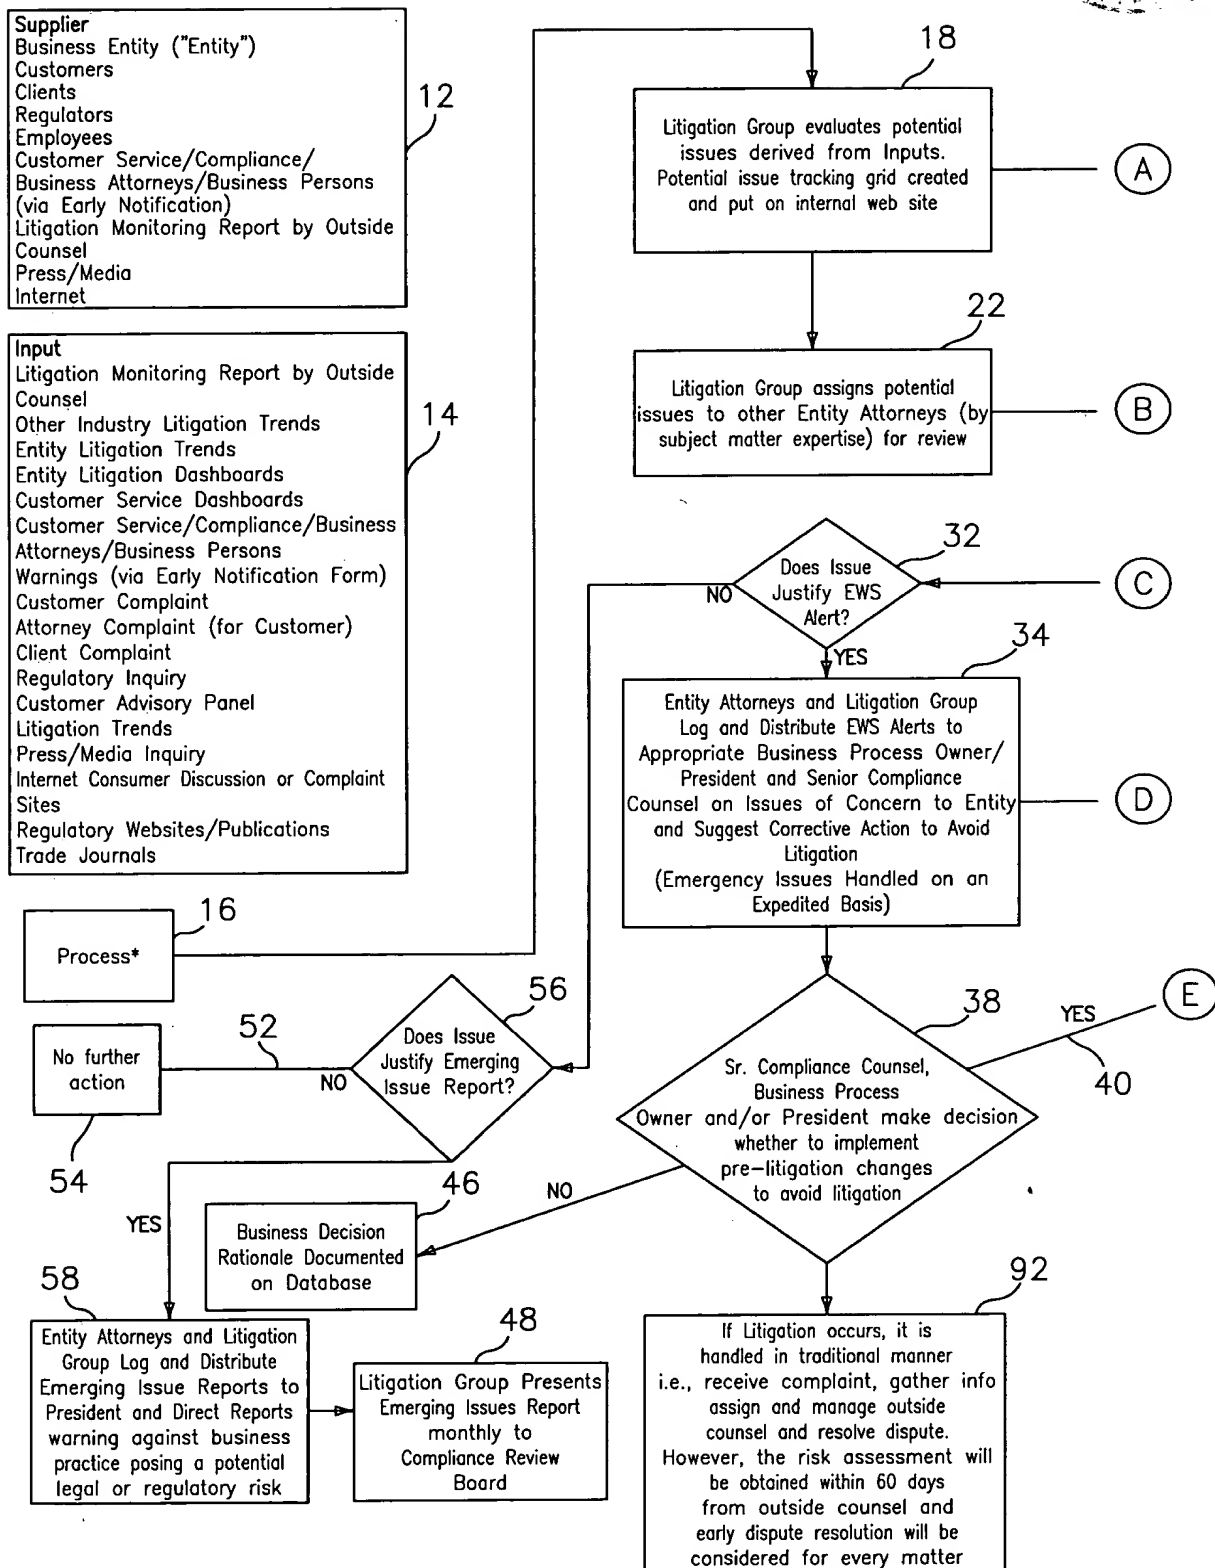 Supplier
Business Entity ("Entity")
Customers
Clients
Regulators
Employees
Customer Service/Compliance/
Business Attorneys/Business Persons
(via Early Notification)
Litigation Monitoring Report by Outside
Counsel
Press/Media
Internet
12
Input
Litigation Monitoring Report by Outside
Counsel
Other Industry Litigation Trends
Entity Litigation Trends
Entity Litigation Dashboards
Customer Service Dashboards
Customer Service/Compliance/Business
Attorneys/Business Persons
Warnings (via Early Notification Form)
Customer Complaint
Attorney Complaint (for Customer)
Client Complaint
Regulatory Inquiry
Customer Advisory Panel
Litigation Trends
Press/Media Inquiry
Internet Consumer Discussion or Complaint
Sites
Regulatory Websites/Publications
Trade Journals
14
16
Process*
18
Litigation Group evaluates potential
issues derived from Inputs.
Potential issue tracking grid created
and put on internal web site
A
22
Litigation Group assigns potential
issues to other Entity Attorneys (by
subject matter expertise) for review
B
32
Does Issue
Justify EWS
Alert?
NO
YES
C
34
Entity Attorneys and Litigation Group
Log and Distribute EWS Alerts to
Appropriate Business Process Owner/
President and Senior Compliance
Counsel on Issues of Concern to Entity
and Suggest Corrective Action to Avoid
Litigation
(Emergency Issues Handled on an
Expedited Basis)
D
38
Sr. Compliance Counsel,
Business Process
Owner and/or President make decision
whether to implement
pre-litigation changes
to avoid litigation
YES
40
E
NO
56
Does Issue
Justify Emerging
Issue Report?
52
NO
No further
action
54
YES
46
Business Decision
Rationale Documented
on Database
58
Entity Attorneys and Litigation
Group Log and Distribute
Emerging Issue Reports to
President and Direct Reports
warning against business
practice posing a potential
legal or regulatory risk
48
Litigation Group Presents
Emerging Issues Report
monthly to
Compliance Review
Board
92
If Litigation occurs, it is
handled in traditional manner
i.e., receive complaint, gather info
assign and manage outside
counsel and resolve dispute.
However, the risk assessment will
be obtained within 60 days
from outside counsel and
early dispute resolution will be
considered for every matter